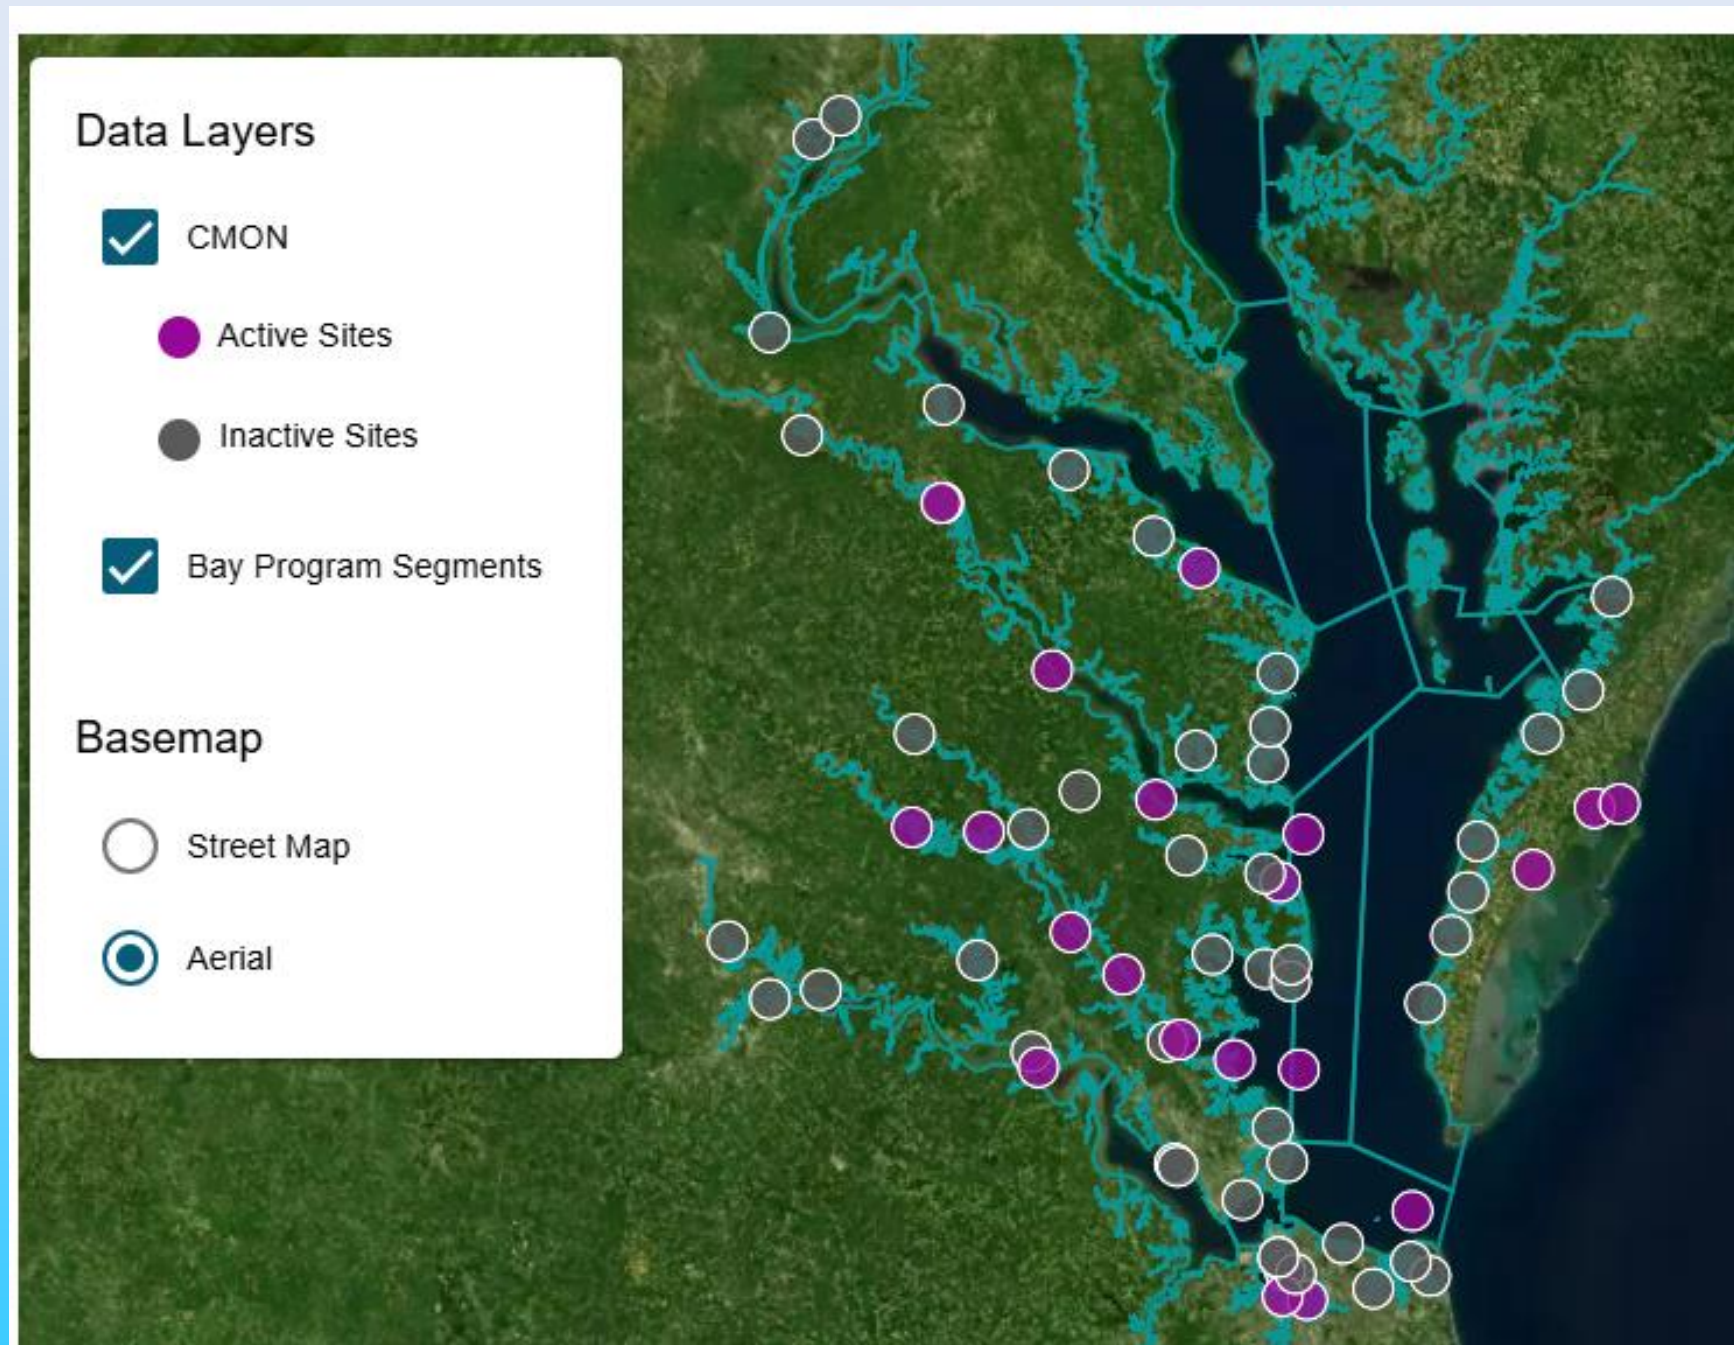 Data Layers
CMON
Active Sites
Inactive Sites
Bay Program Segments
Basemap
Street Map
Aerial